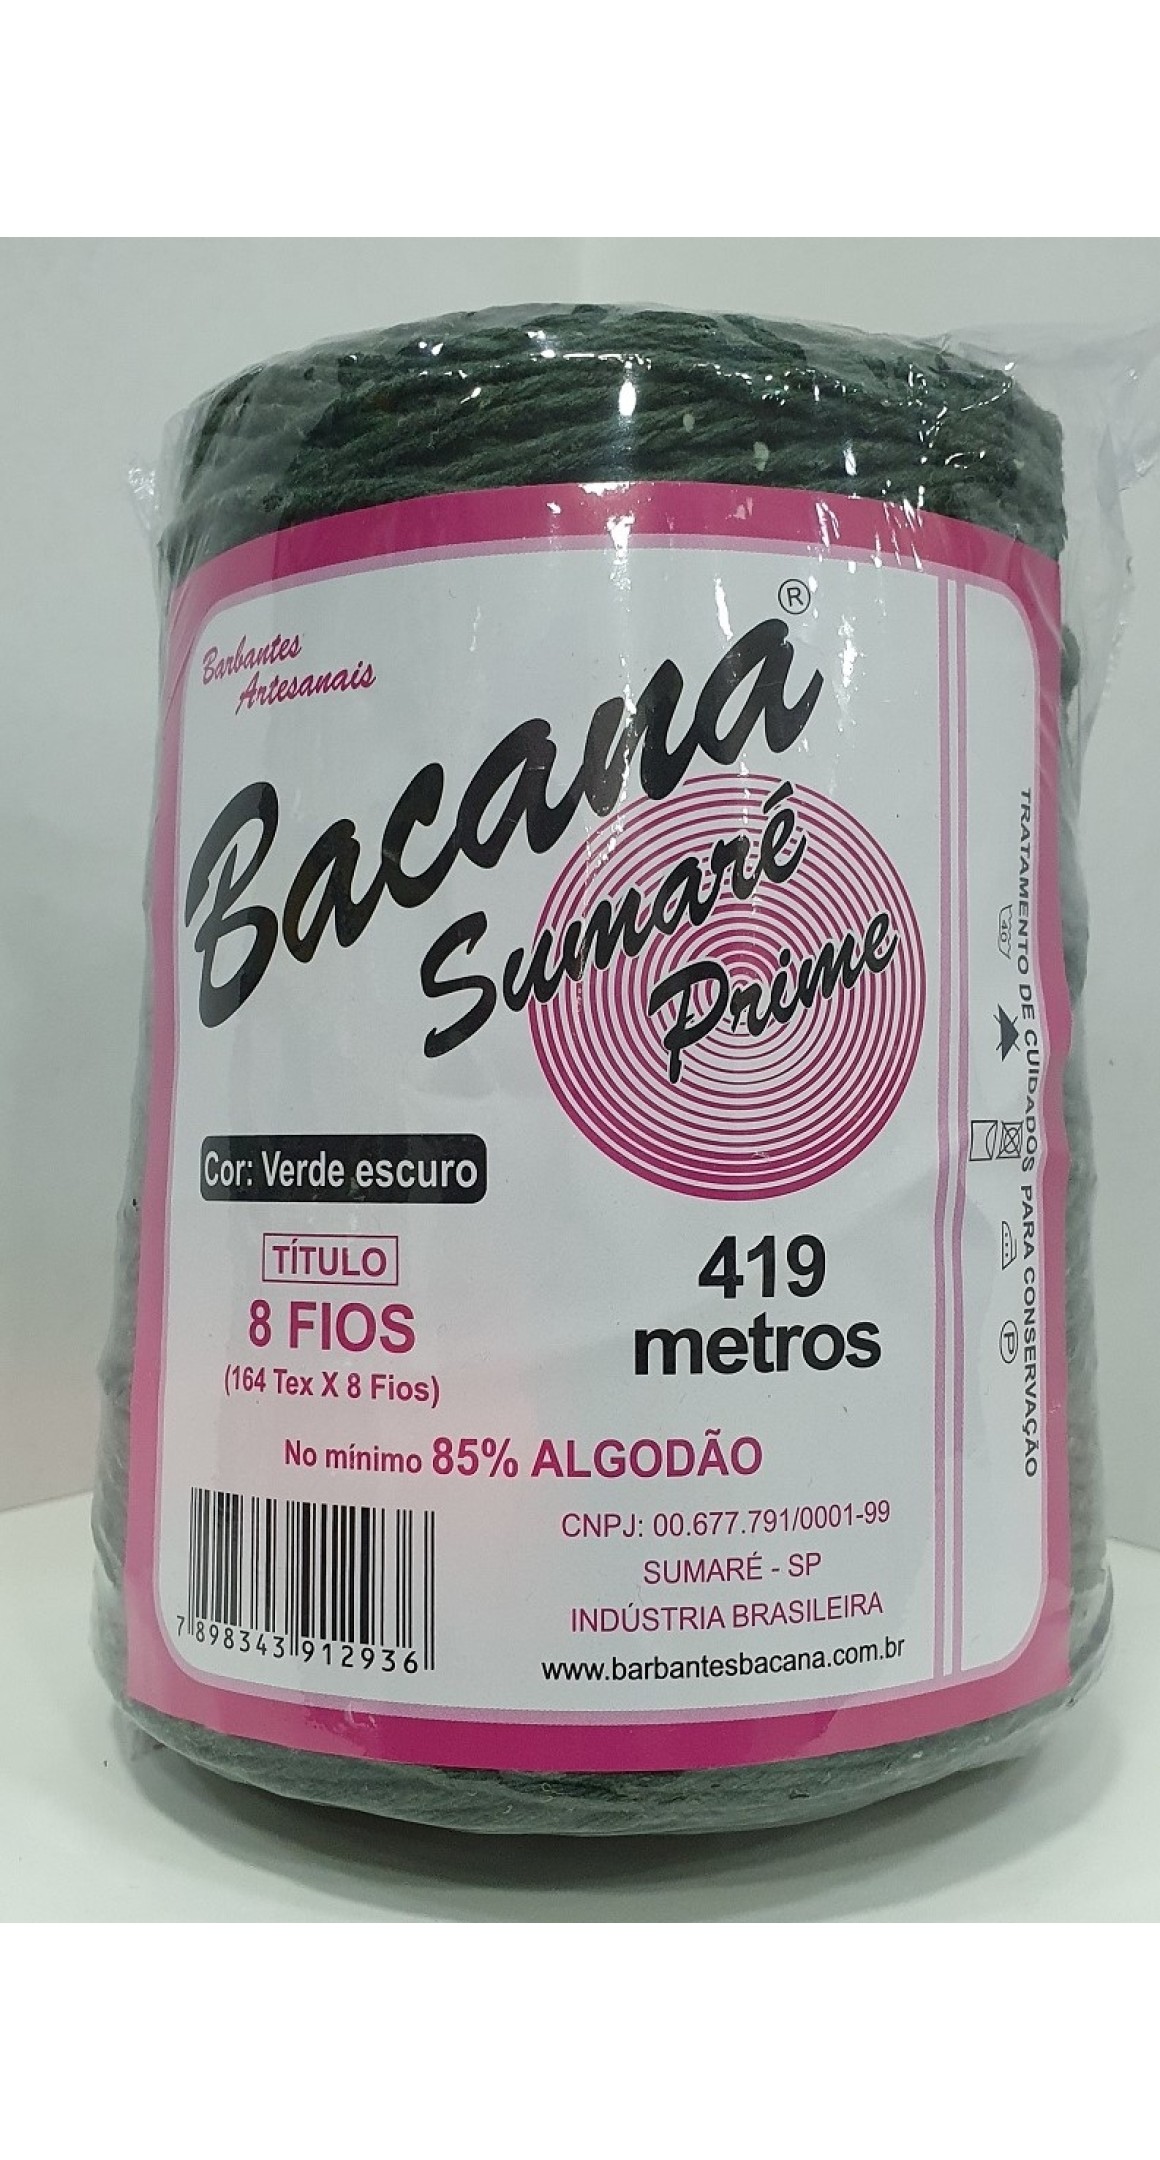 Barbantes
Artesanais
Bacana®
Sumaré
Prime
Cor: Verde escuro
TÍTULO
8 FIOS
(164 Tex X 8 Fios)
419
metros
No mínimo 85% ALGODÃO
7 898343 912936
CNPJ: 00.677.791/0001-99
SUMARÉ - SP
INDÚSTRIA BRASILEIRA
www.barbantesbacana.com.br
TRATAMENTO DE CUIDADOS PARA CONSERVAÇÃO
40
P